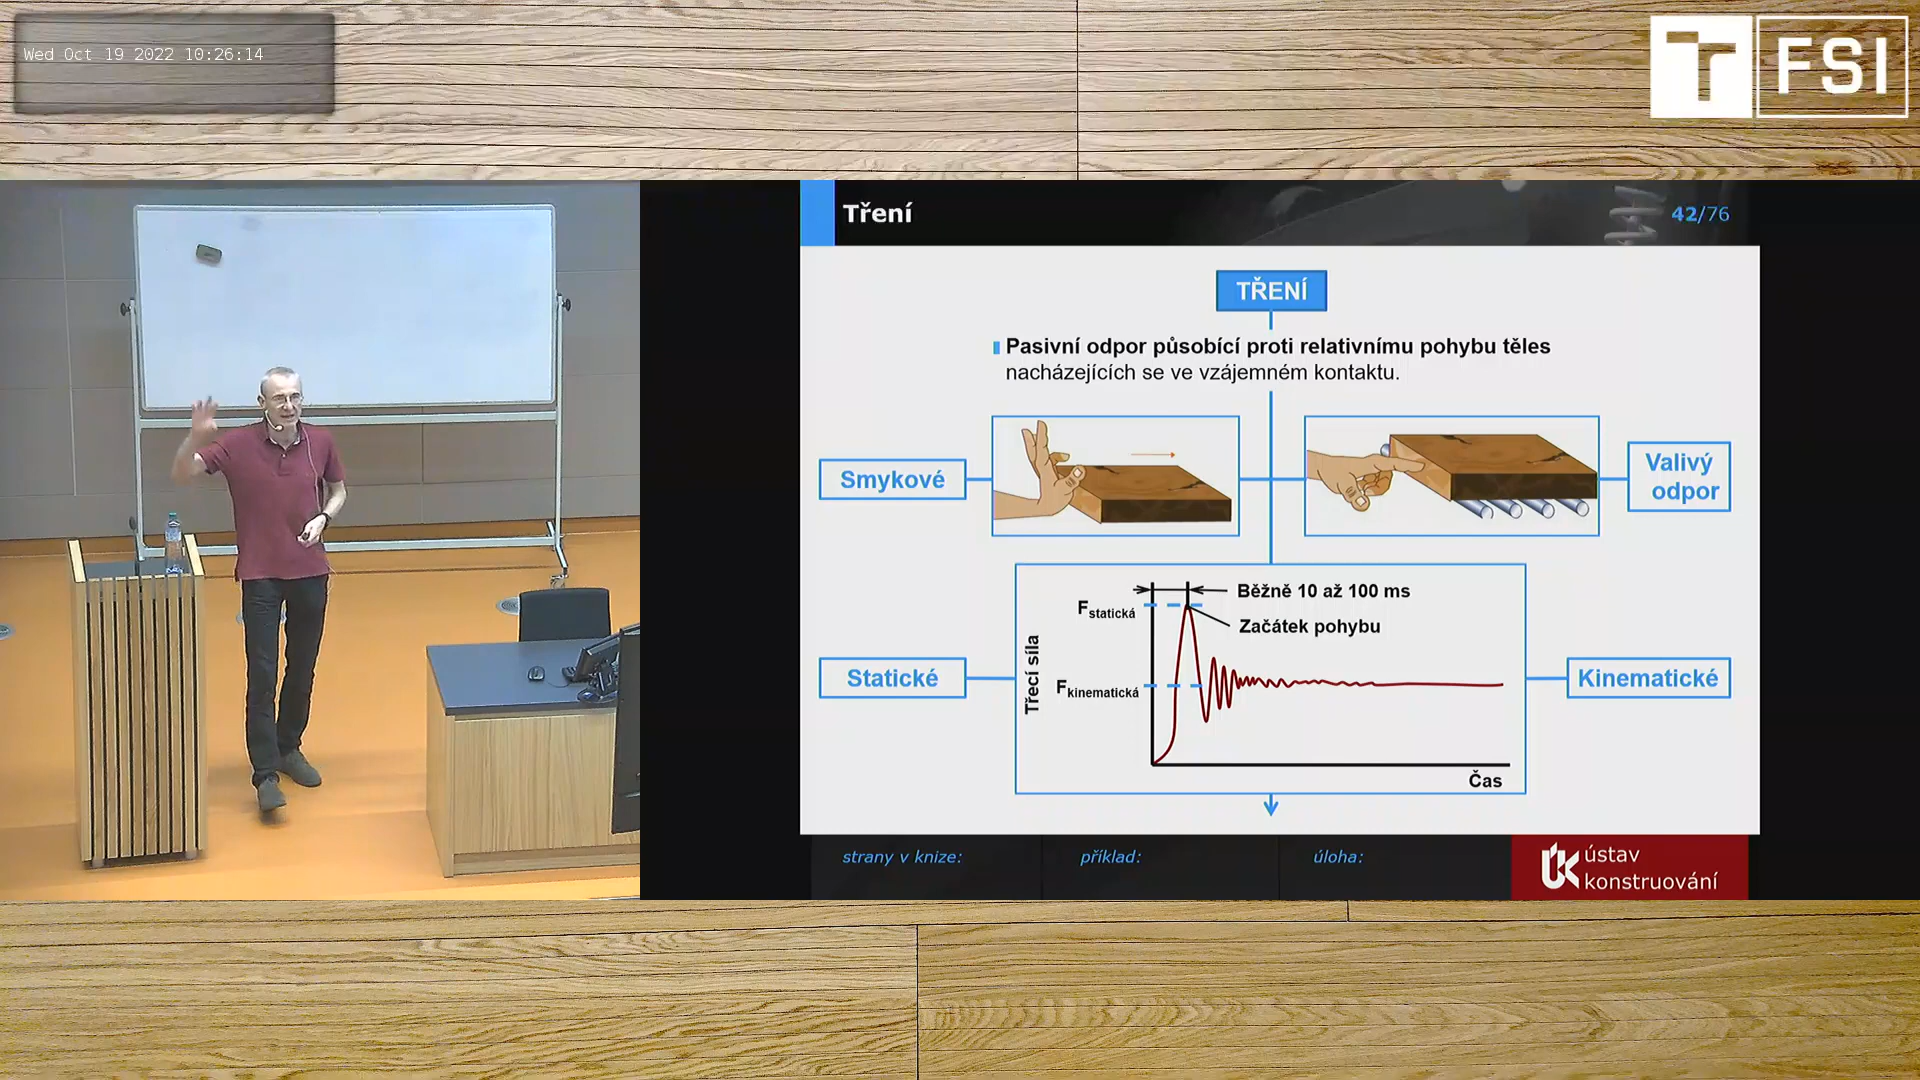 Wed Oct 19 2022 10:26:14
FSI
Tření
42/76
TŘENÍ
Pasivní odpor působící proti relativnímu pohybu těles
nacházejících se ve vzájemném kontaktu.
Smykové
Valivý
odpor
Běžně 10 až 100 ms
Fstatická
Začátek pohybu
Statické
Třecí síla
Fkinematická
Kinematické
Čas
strany v knize:
příklad:
úloha:
ústav
konstruování